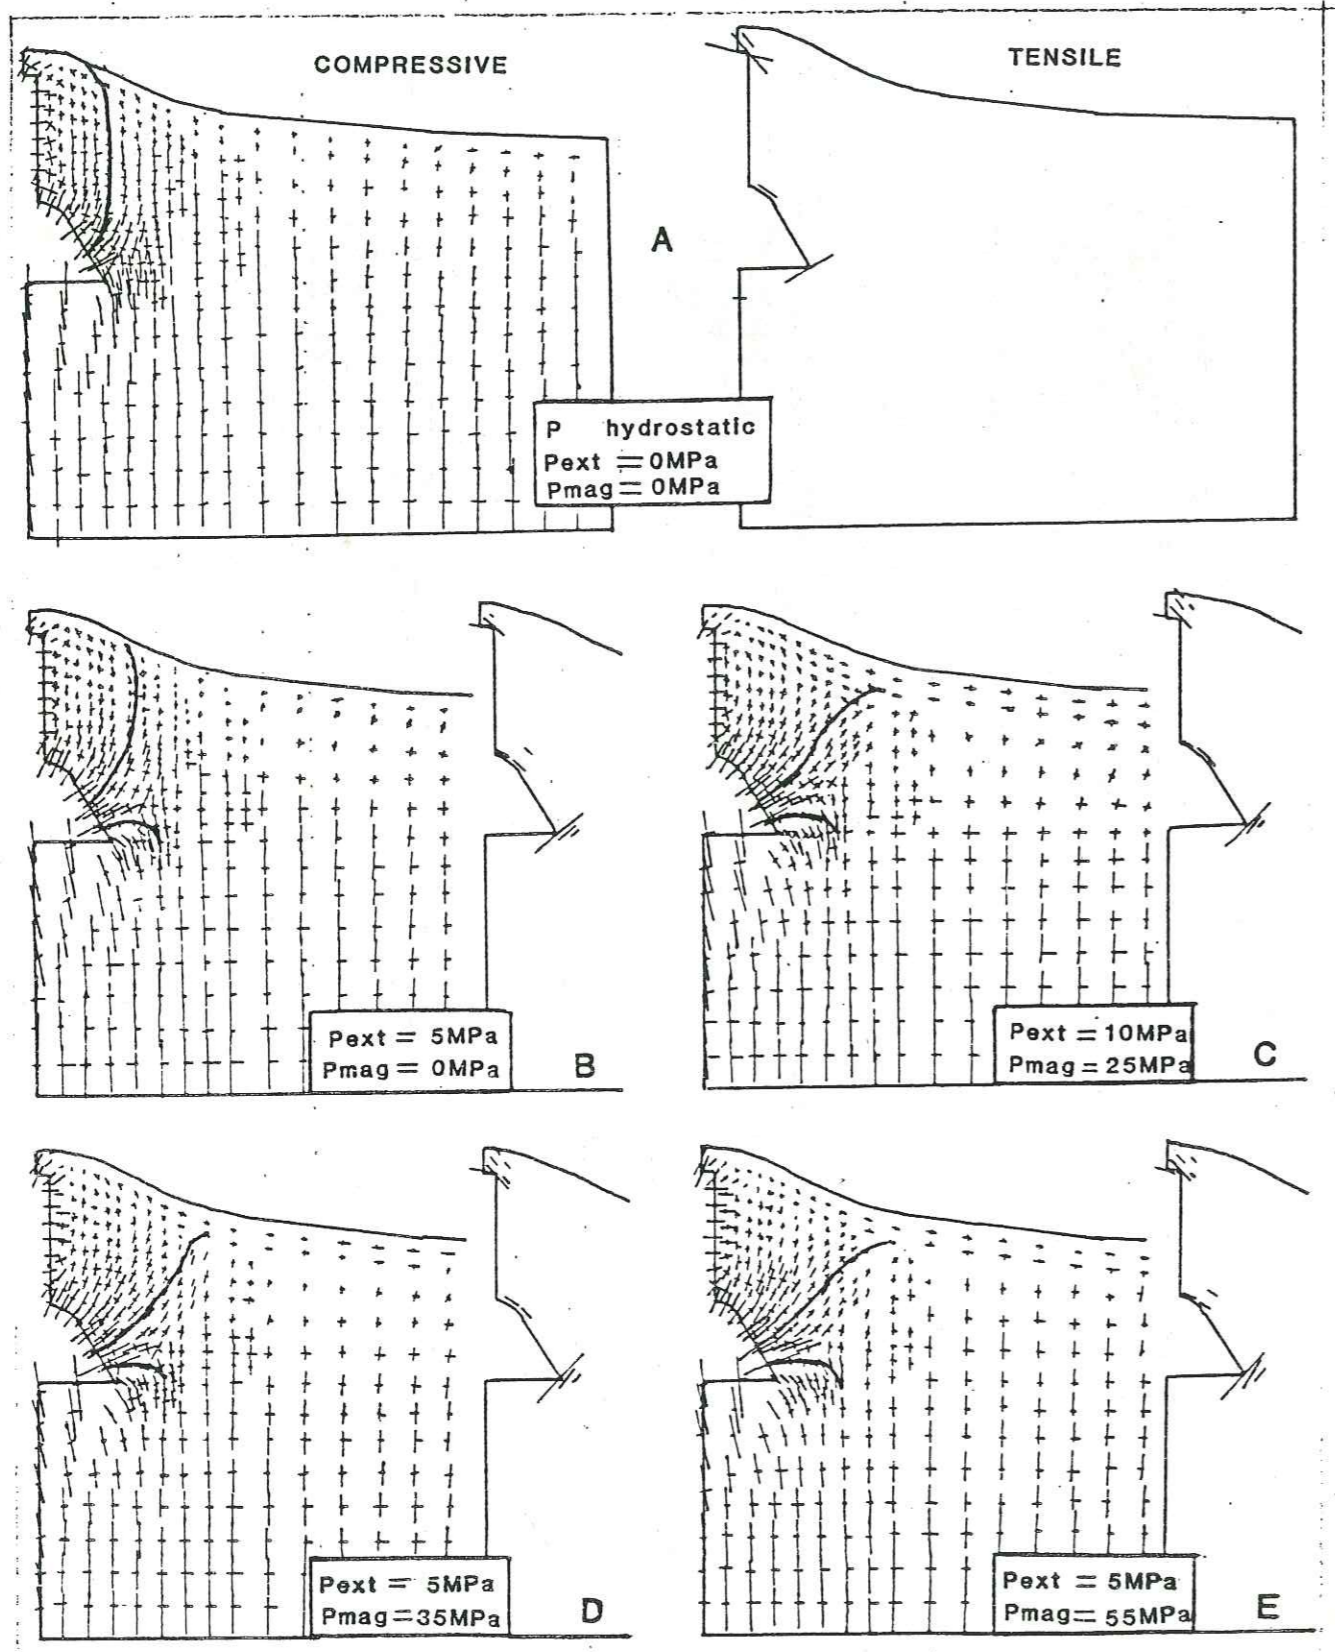 COMPRESSIVE
TENSILE
A
P hydrostatic
Pext = 0MPa
Pmag = 0MPa
Pext = 5MPa
Pmag = 0MPa
B
Pext = 10MPa
Pmag = 25MPa
C
Pext = 5MPa
Pmag = 35MPa
D
Pext = 5MPa
Pmag = 55MPa
E